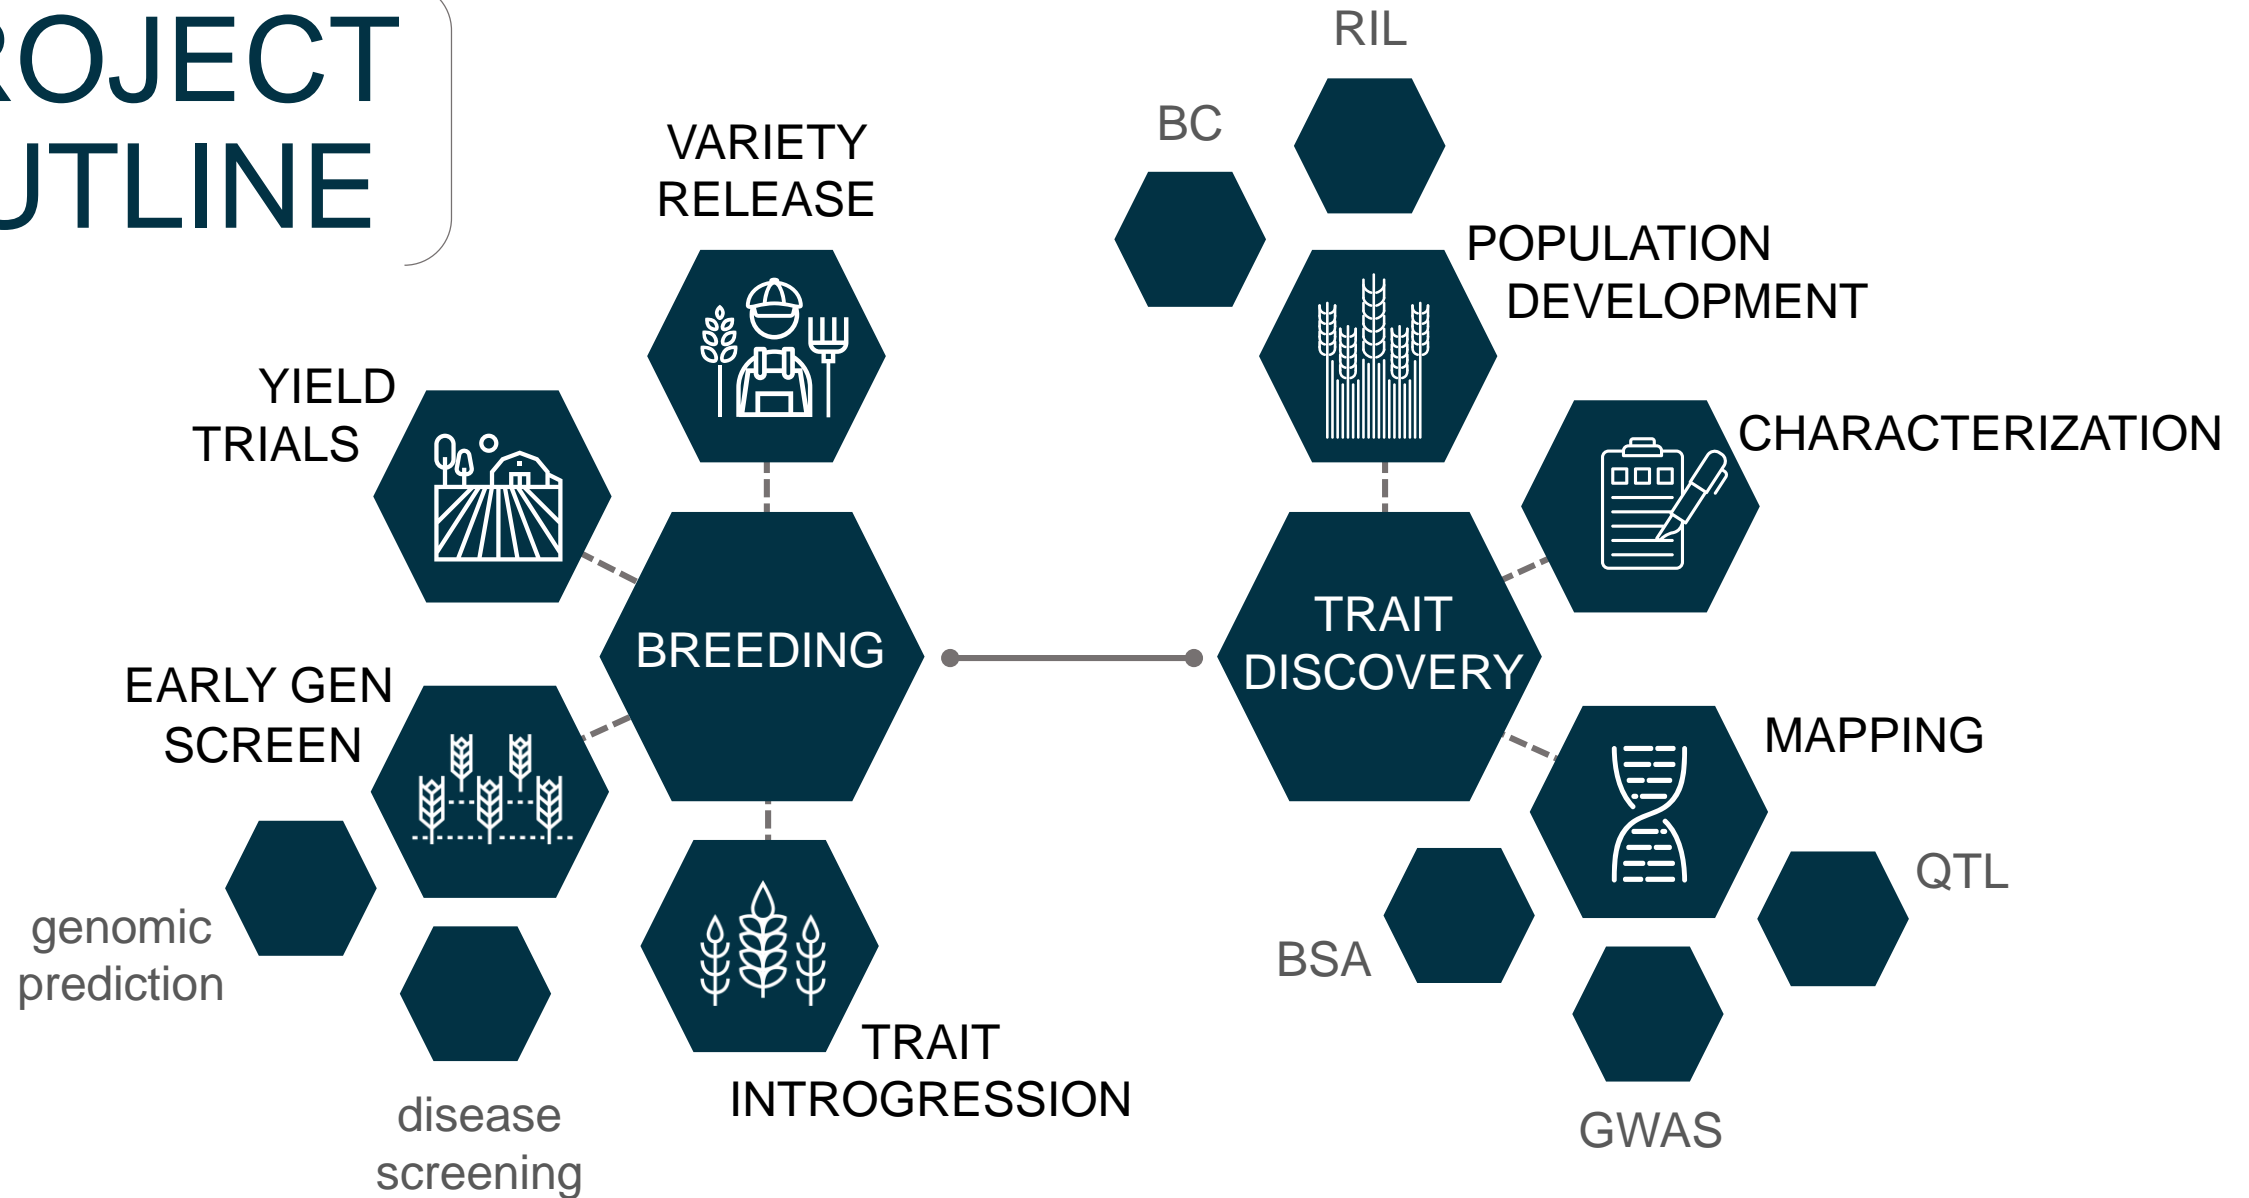 ROJECT
UTLINE
VARIETY
RELEASE
YIELD
TRIALS
BREEDING
EARLY GEN
SCREEN
genomic
prediction
disease
screening
TRAIT
INTROGRESSION
RIL
BC
POPULATION
DEVELOPMENT
CHARACTERIZATION
TRAIT
DISCOVERY
MAPPING
QTL
BSA
GWAS